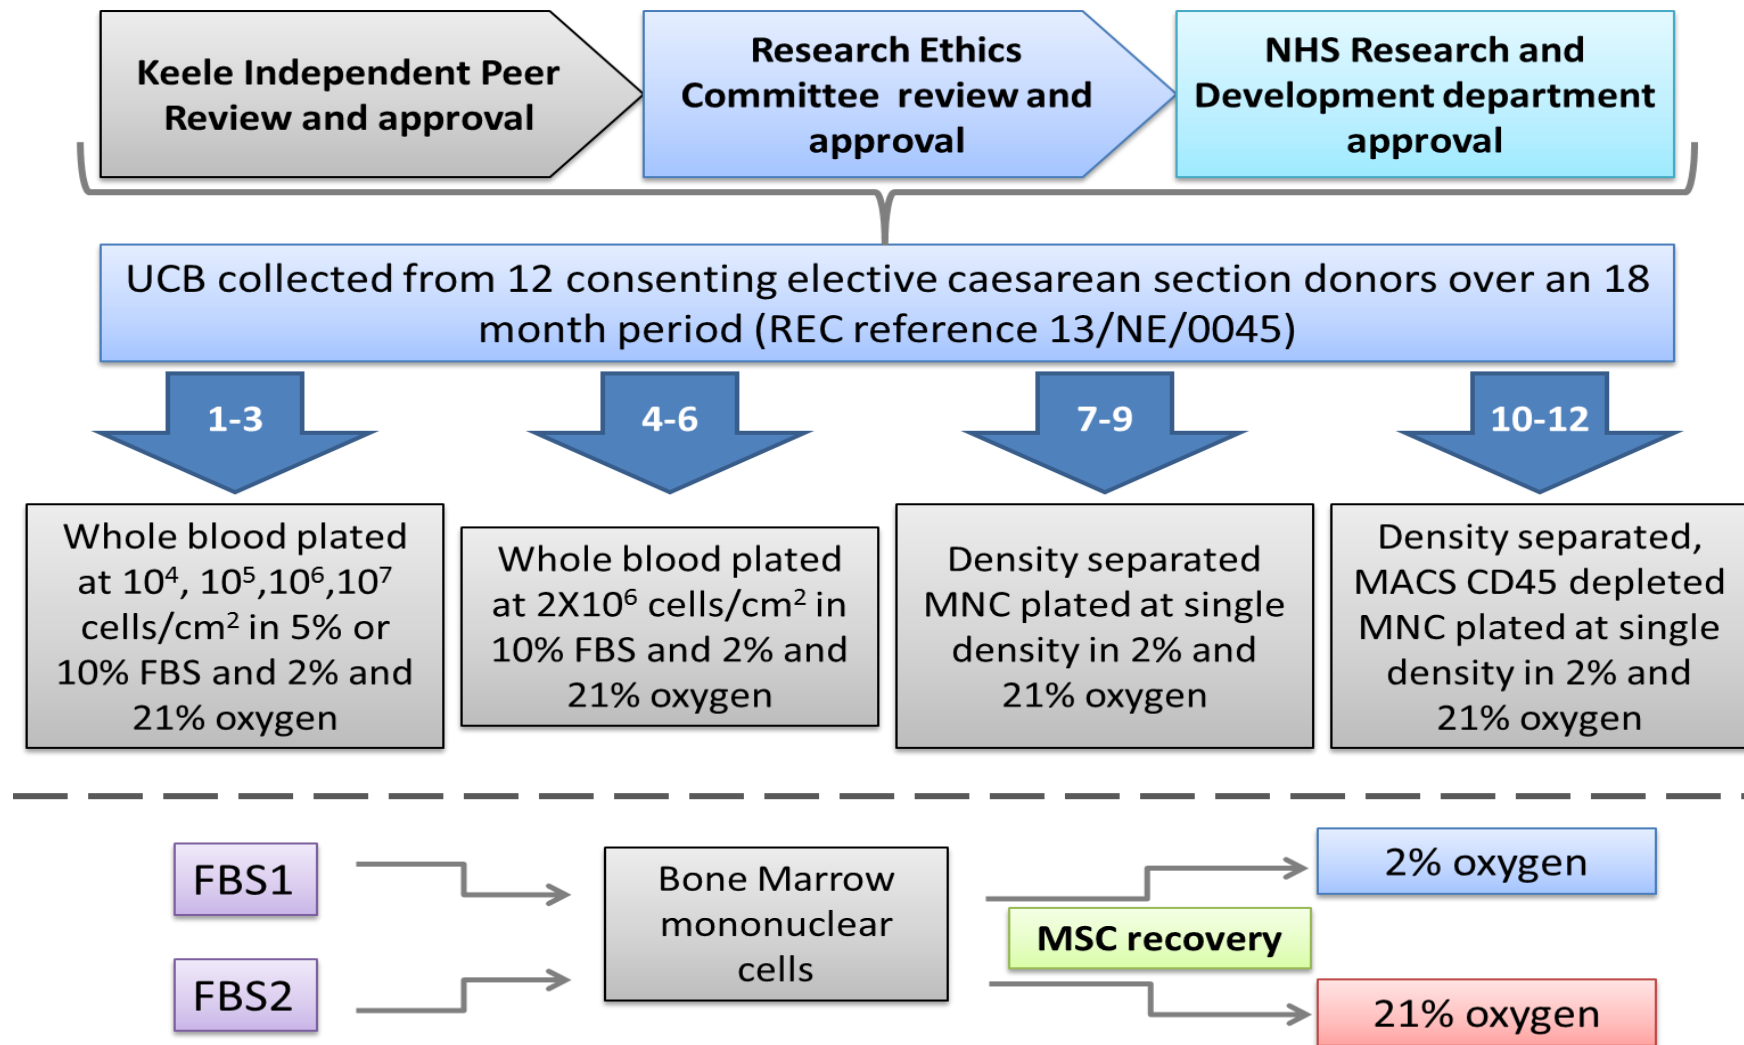 Keele Independent Peer
Review and approval
Research Ethics
Committee review and
approval
NHS Research and
Development department
approval
UCB collected from 12 consenting elective caesarean section donors over an 18
month period (REC reference 13/NE/0045)
1-3
4-6
7-9
10-12
Whole blood plated
at 10⁴, 10⁵,10⁶,10⁷
cells/cm² in 5% or
10% FBS and 2% and
21% oxygen
Whole blood plated
at 2X10⁶ cells/cm² in
10% FBS and 2% and
21% oxygen
Density separated
MNC plated at single
density in 2% and
21% oxygen
Density separated,
MACS CD45 depleted
MNC plated at single
density in 2% and
21% oxygen
FBS1
FBS2
Bone Marrow
mononuclear
cells
MSC recovery
2% oxygen
21% oxygen